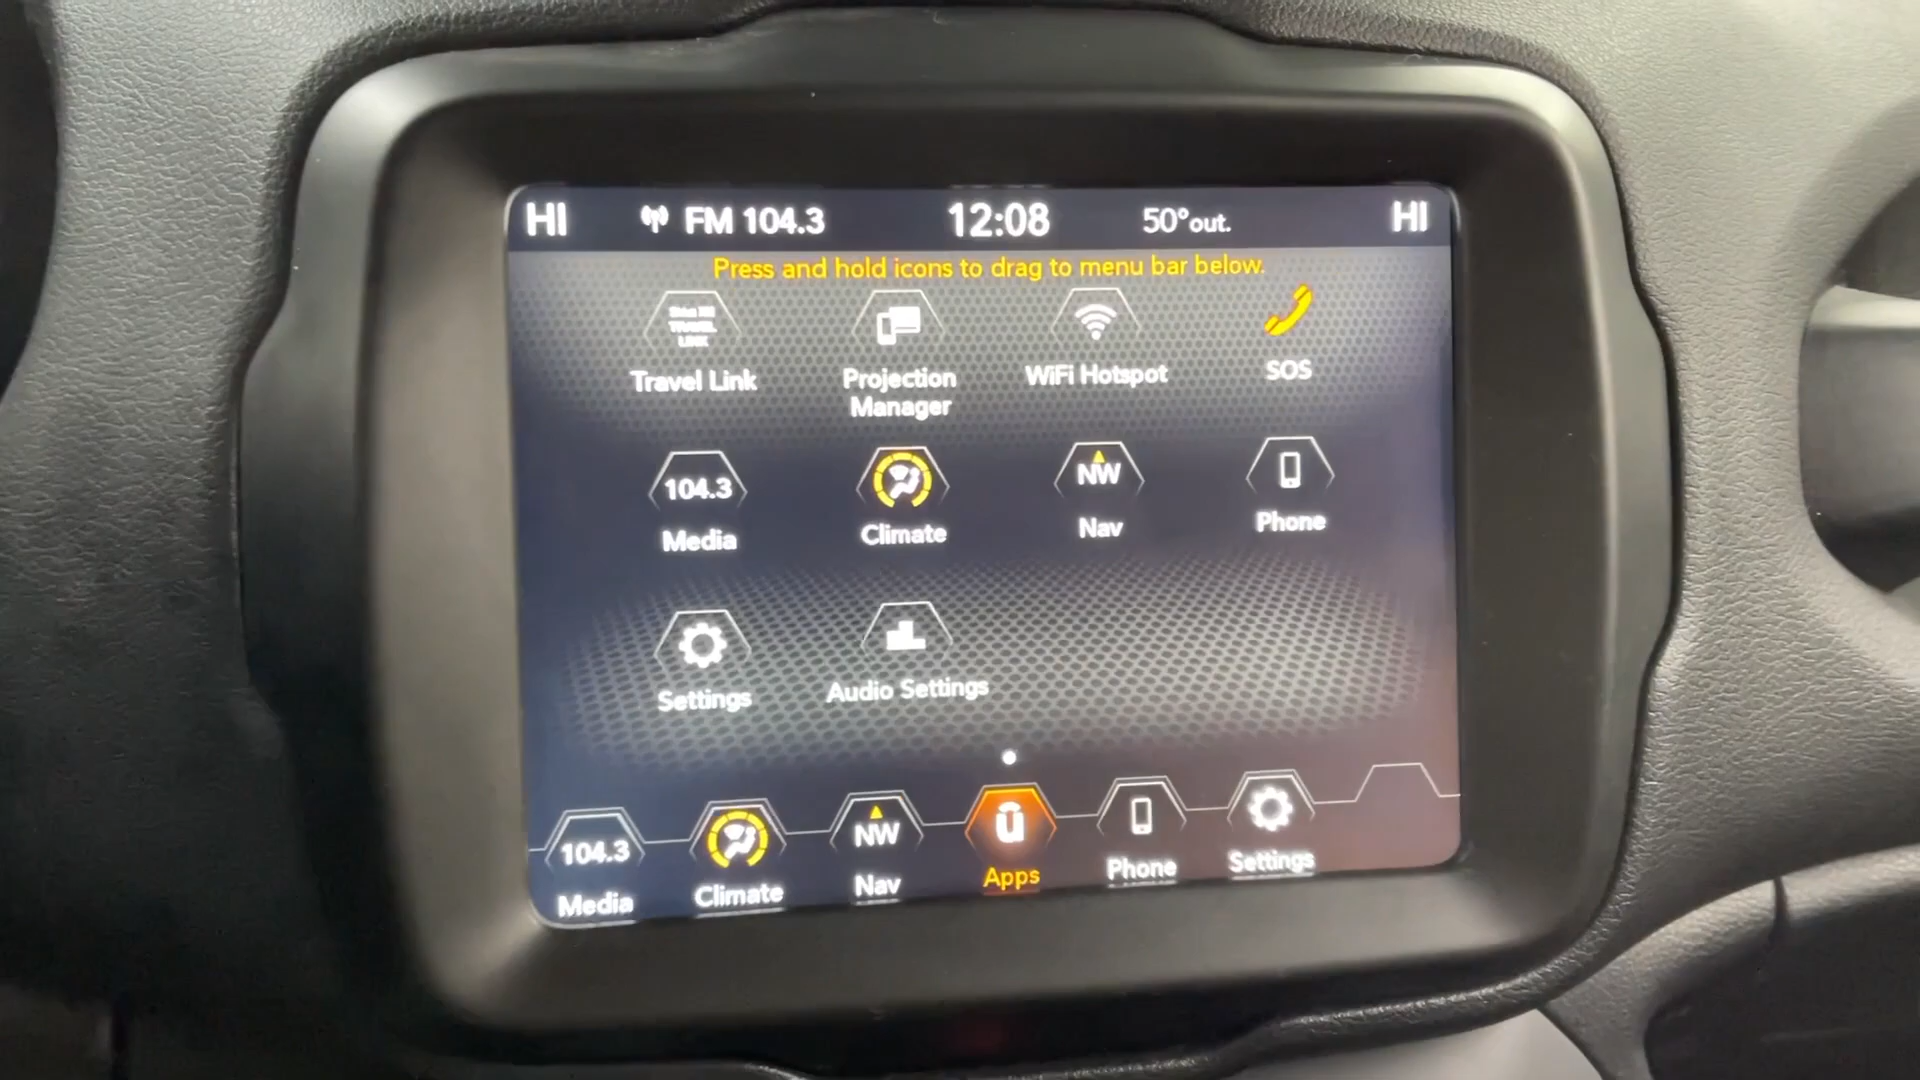 HI FM 104.3 12:08 50° out. HI
Press and hold icons to drag to menu bar below.
TRAVEL
LINK
Travel Link
Projection
Manager
WiFi Hotspot
SOS
104.3
Media
Climate
NW
Nav
Phone
Settings
Audio Settings
104.3
Media
Climate
NW
Nav
Apps
Phone
Settings